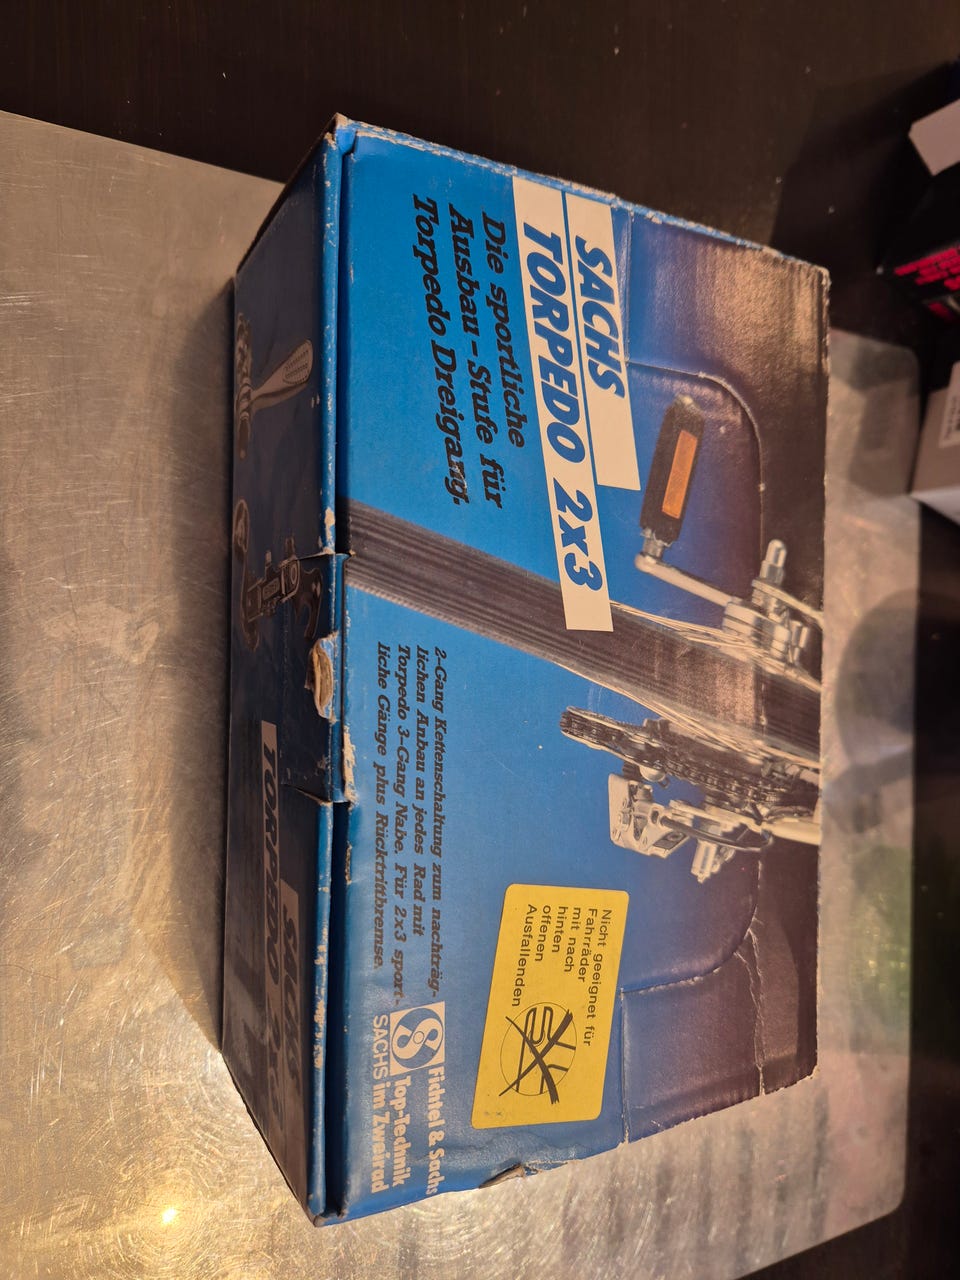 SACHS
TORPEDO 2x3
Die sportliche
Ausbau-Stufe für
Torpedo Dreigang.
2-Gang Kettenschaltung zum nachträg-
lichen Anbau an jedes Rad mit
Torpedo 3-Gang Nabe. Für 2x3 sport-
liche Gänge plus Rücktrittbremse.
Nicht geeignet für
Fahrräder
mit nach
hinten
offenen
Ausfallenden
Fichtel & Sachs
Top-Technik
SACHS im Zweirad
SACHS
TORPEDO 2x3